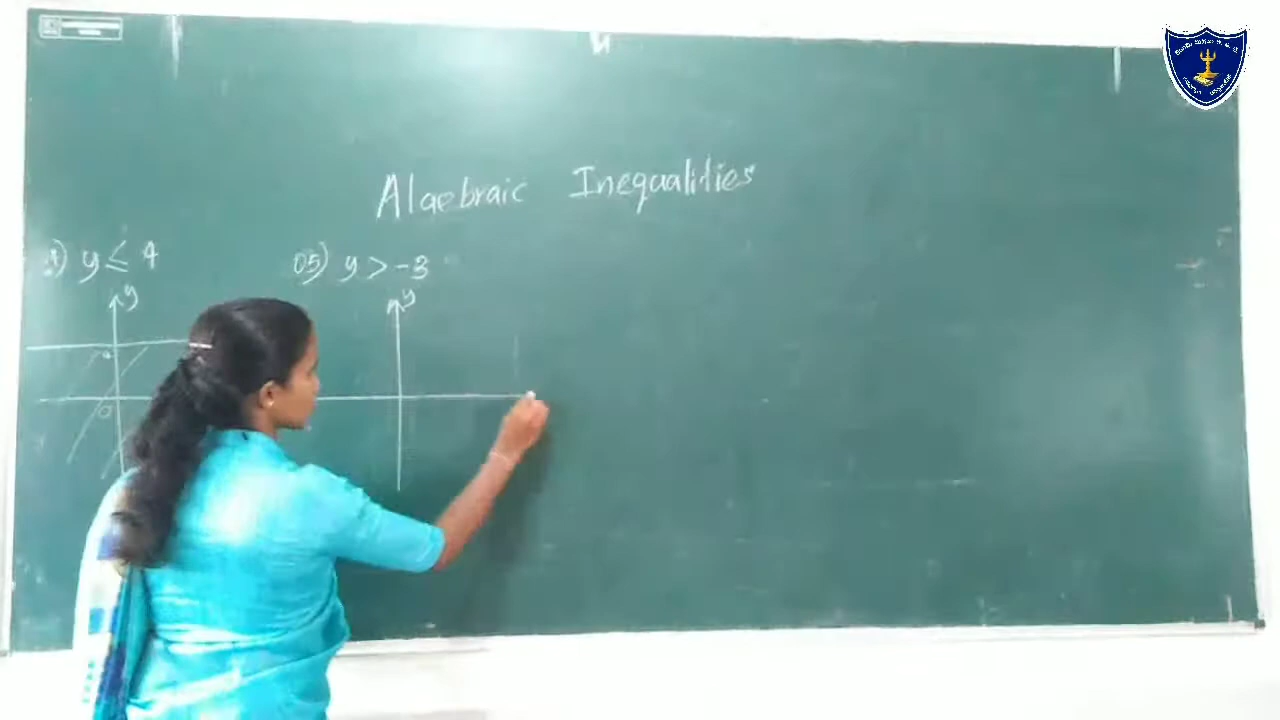 Algebraic Inequalities
y ≤ 4
05) y > -3
y
y
o